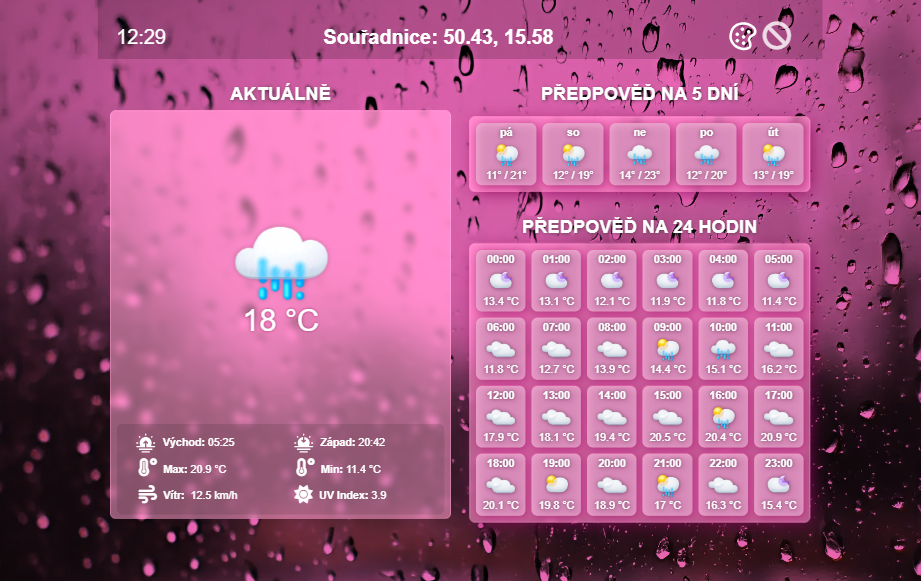 12:29
Souřadnice: 50.43, 15.58
AKTUÁLNĚ
18 °C
Východ: 05:25
Západ: 20:42
Max: 20.9 °C
Min: 11.4 °C
Vítr: 12.5 km/h
UV Index: 3.9
PŘEDPOVĚĎ NA 5 DNÍ
pá so ne po út
11° / 21° 12° / 19° 14° / 23° 12° / 20° 13° / 19°
PŘEDPOVĚĎ NA 24 HODIN
00:00 01:00 02:00 03:00 04:00 05:00
13.4 °C 13.1 °C 12.1 °C 11.9 °C 11.8 °C 11.4 °C
06:00 07:00 08:00 09:00 10:00 11:00
11.8 °C 12.7 °C 13.9 °C 14.4 °C 15.1 °C 16.2 °C
12:00 13:00 14:00 15:00 16:00 17:00
17.9 °C 18.1 °C 19.4 °C 20.5 °C 20.4 °C 20.9 °C
18:00 19:00 20:00 21:00 22:00 23:00
20.1 °C 19.8 °C 18.9 °C 17 °C 16.3 °C 15.4 °C